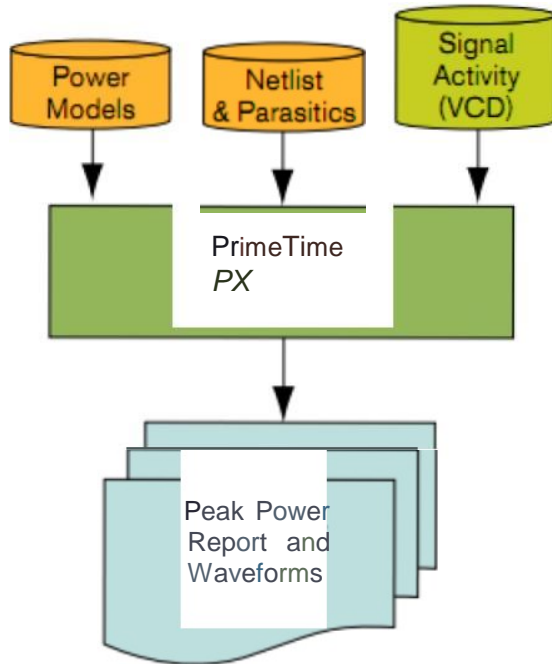 Power
Models
Netlist
& Parasitics
Signal
Activity
(VCD)
PrimeTime
PX
Peak Power
Report and
Waveforms